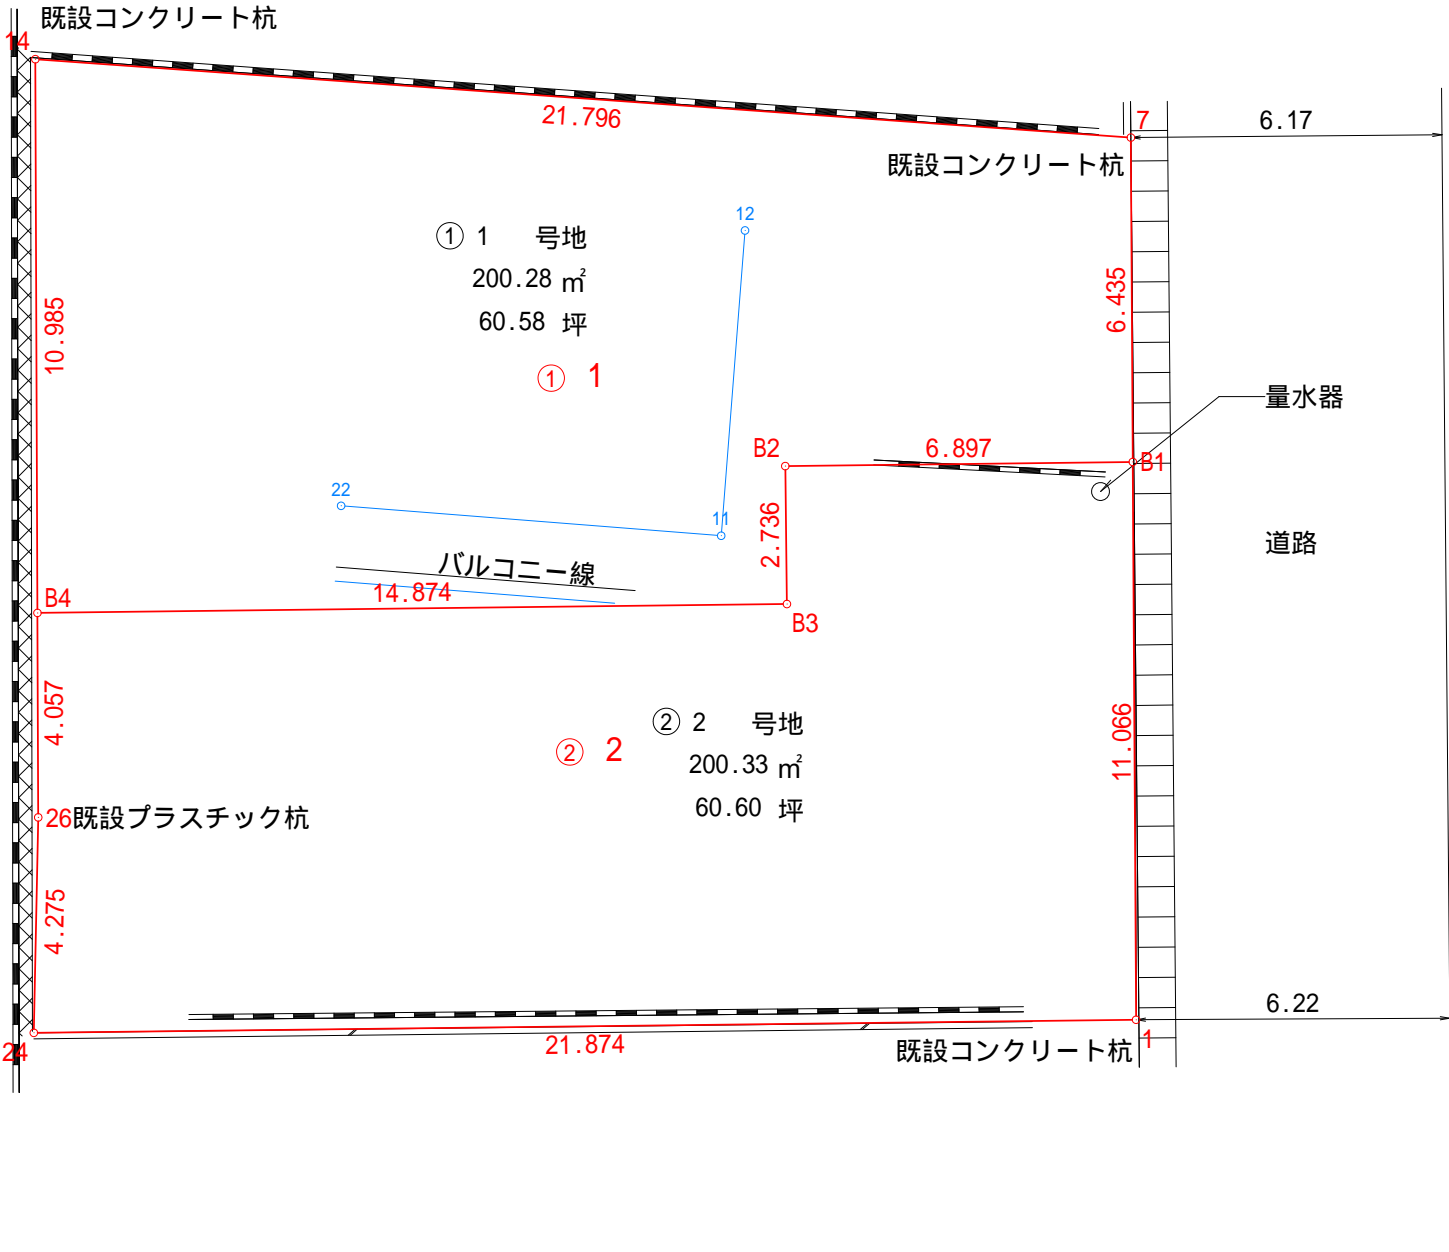 既設コンクリート杭
14
21.796
7
6.17
既設コンクリート杭
12
① 1 号地
200.28 ㎡
60.58 坪
① 1
10.985
6.435
量水器
B2
6.897
B1
22
11
2.736
道路
バルコニー線
14.874
B4
B3
4.057
② 2 号地
200.33 ㎡
60.60 坪
② 2
11.066
26
既設プラスチック杭
4.275
6.22
24
21.874
既設コンクリート杭
1